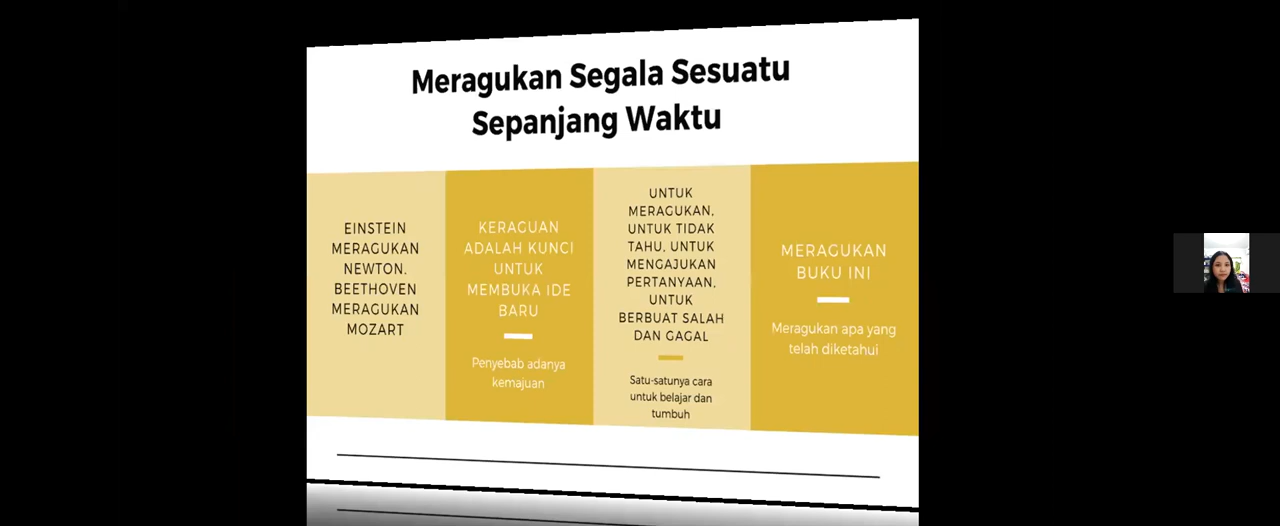 Meragukan Segala Sesuatu
Sepanjang Waktu
EINSTEIN
MERAGUKAN
NEWTON.
BEETHOVEN
MERAGUKAN
MOZART
KERAGUAN
ADALAH KUNCI
UNTUK
MEMBUKA IDE
BARU
Penyebab adanya
kemajuan
UNTUK
MERAGUKAN,
UNTUK TIDAK
TAHU, UNTUK
MENGAJUKAN
PERTANYAAN,
UNTUK
BERBUAT SALAH
DAN GAGAL
Satu-satunya cara
untuk belajar dan
tumbuh
MERAGUKAN
BUKU INI
Meragukan apa yang
telah diketahui